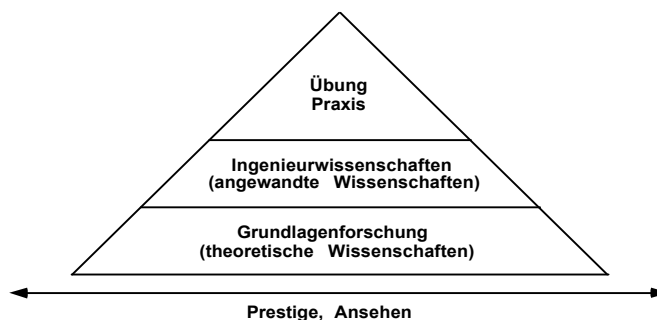 Übung
Praxis
Ingenieurwissenschaften
(angewandte Wissenschaften)
Grundlagenforschung
(theoretische Wissenschaften)
Prestige, Ansehen